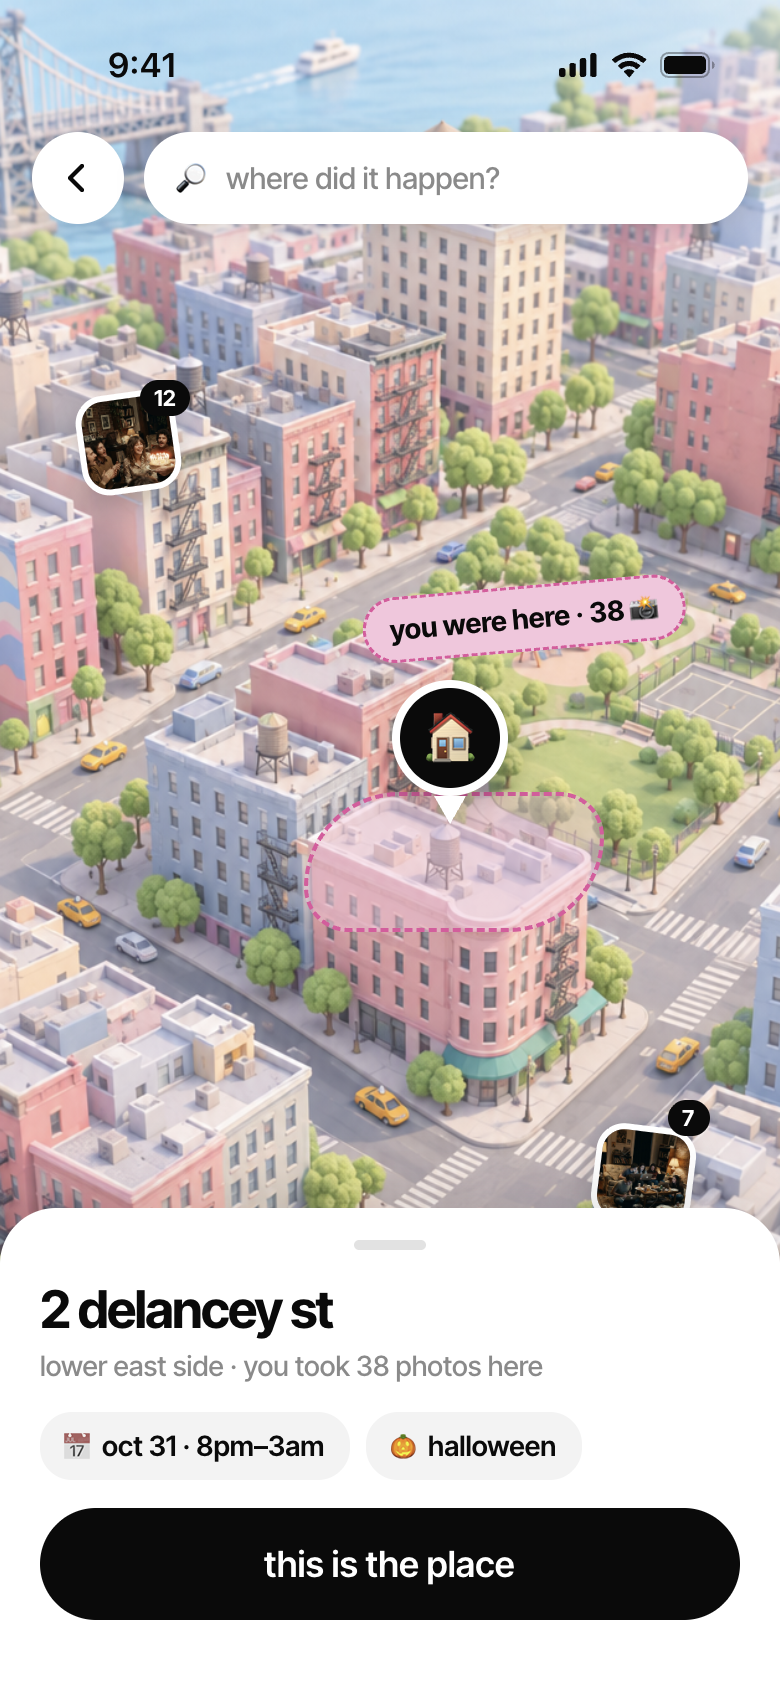 9:41
where did it happen?
12
you were here · 38 📸
2 delancey st
lower east side · you took 38 photos here
17
oct 31 · 8pm–3am
🎃 halloween
this is the place
7